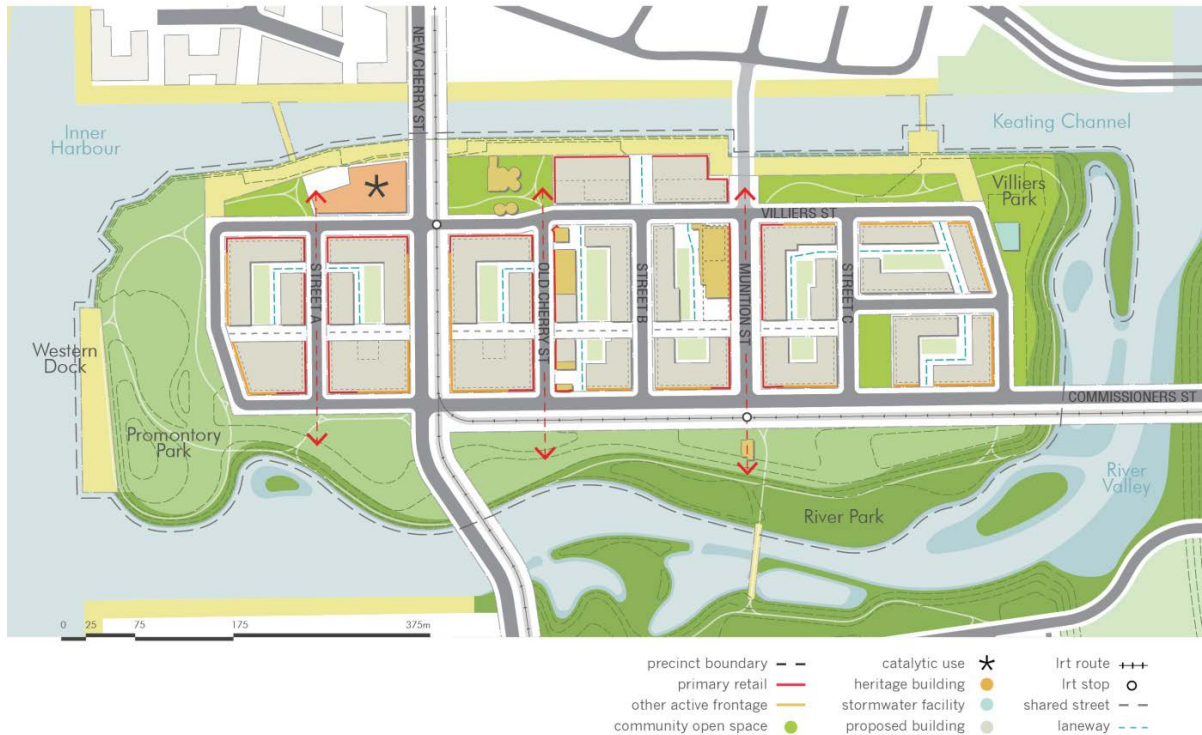 NEW CHERRY ST
Inner
Harbour
Keating Channel
Villiers
Park
VILLIERS ST
STREET A
OLD CHERRY ST
STREET B
MUNITION ST
STREET C
Western
Dock
COMMISSIONERS ST
Promontory
Park
River
Valley
River Park
0 25 75 175 375m
precinct boundary
catalytic use
lrt route
primary retail
heritage building
lrt stop
other active frontage
stormwater facility
shared street
community open space
proposed building
laneway